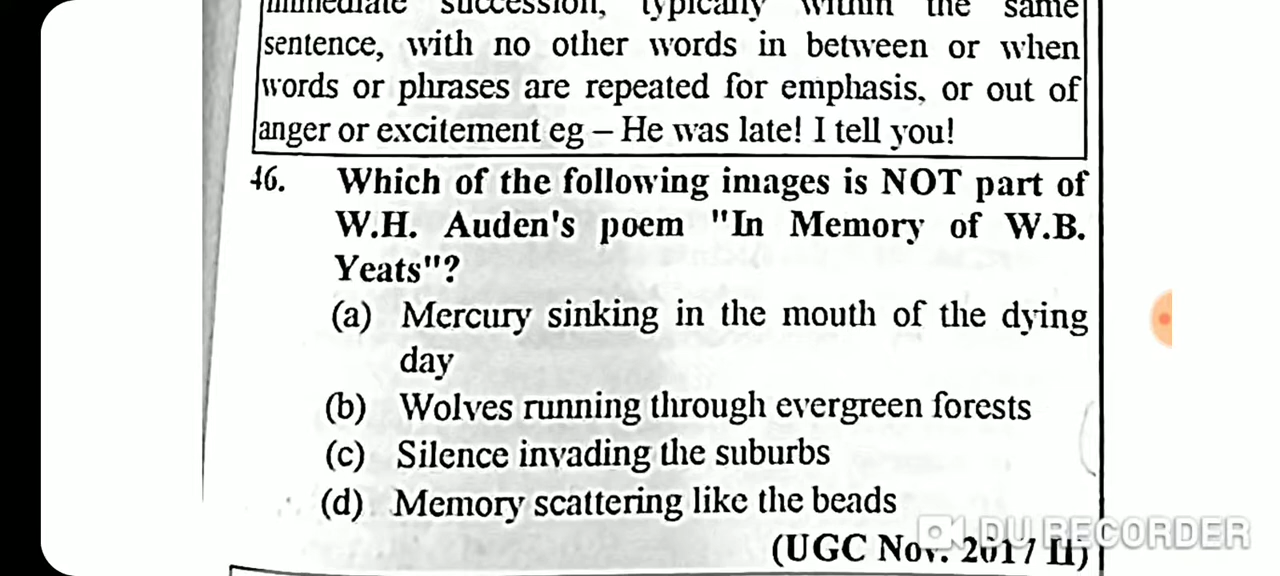 immediate succession, typically within the same
sentence, with no other words in between or when
words or phrases are repeated for emphasis, or out of
anger or excitement eg – He was late! I tell you!
46. Which of the following images is NOT part of
W.H. Auden's poem "In Memory of W.B.
Yeats"?
(a) Mercury sinking in the mouth of the dying
day
(b) Wolves running through evergreen forests
(c) Silence invading the suburbs
(d) Memory scattering like the beads
DU RECORDER
(UGC Nov. 2017 II)